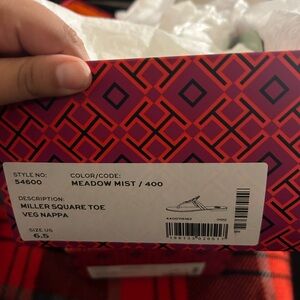 STYLE NO: COLOR/CODE:
54600 MEADOW MIST / 400
DESCRIPTION:
MILLER SQUARE TOE
VEG NAPPA
SIZE US
6.5